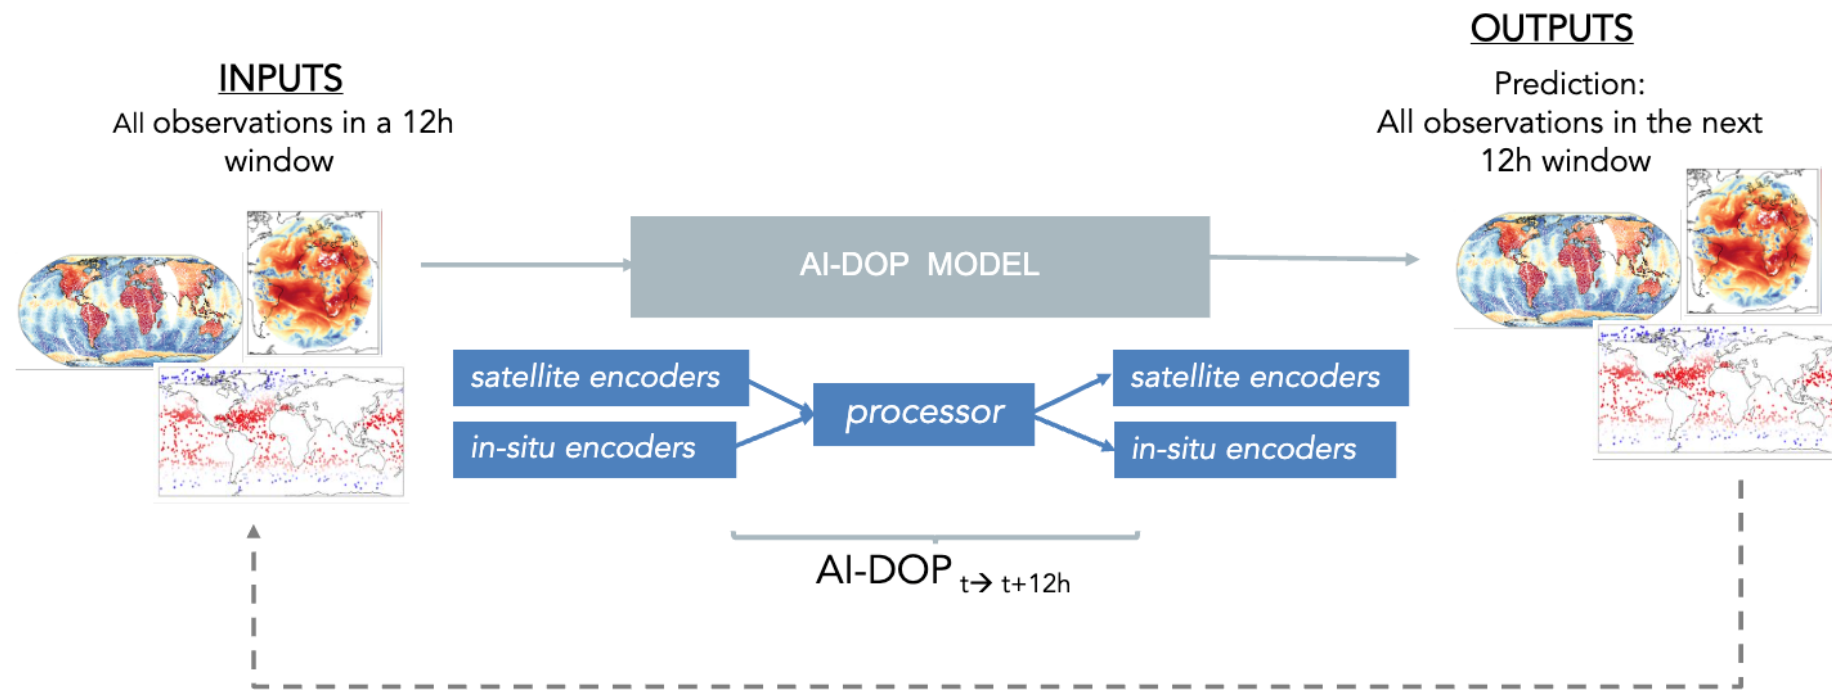 INPUTS
All observations in a 12h
window
OUTPUTS
Prediction:
All observations in the next
12h window
AI-DOP MODEL
satellite encoders
in-situ encoders
processor
satellite encoders
in-situ encoders
AI-DOP t→ t+12h